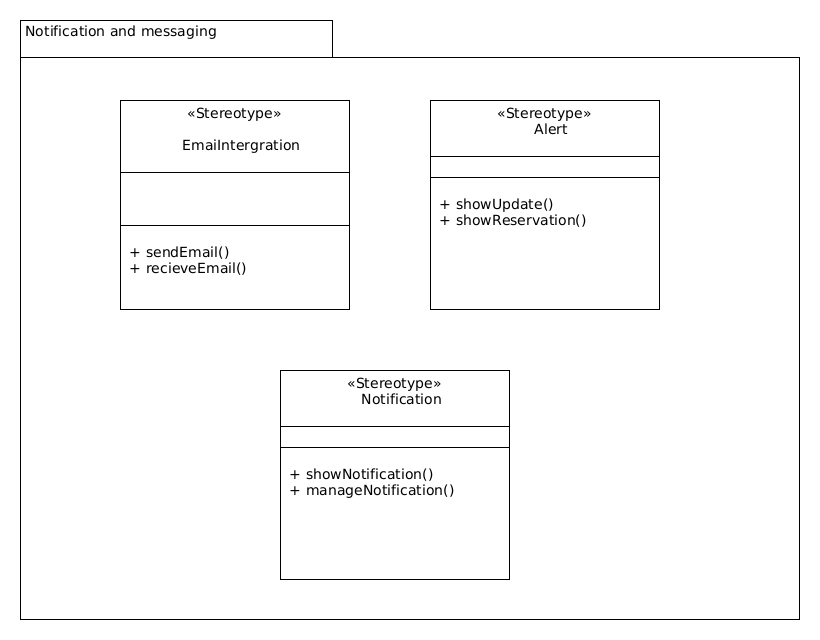 Notification and messaging
«Stereotype»
EmaiIntergration
+ sendEmail()
+ recieveEmail()
«Stereotype»
Alert
+ showUpdate()
+ showReservation()
«Stereotype»
Notification
+ showNotification()
+ manageNotification()